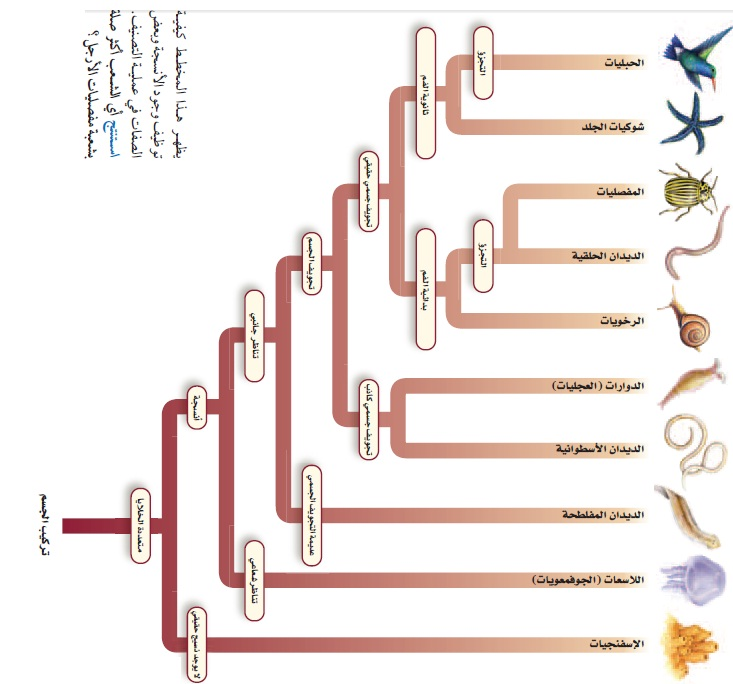 يظهر هذا المخطط كيفية
توظيف وجود الأنسجة وبعض
الصفات في عملية التصنيف.
استنتج أي الشعب أكثر صلة
بشعبة مفصليات الأرجل؟
الحبليات
شوكيات الجلد
المفصليات
الديدان الحلقية
الرخويات
الدوارات (العجليات)
الديدان الأسطوانية
الديدان المفلطحة
اللاسعات (الجوفمعويات)
الإسفنجيات
التجزؤ
التجزؤ
ثانوية الفم
بدائية الفم
تجويف جسمي حقيقي
تجويف جسمي كاذب
تجويف الجسم
عديمة التجويف الجسمي
تناظر جانبي
تناظر شعاعي
أنسجة
لا يوجد نسيج حقيقي
متعددة الخلايا
تركيب الجسم